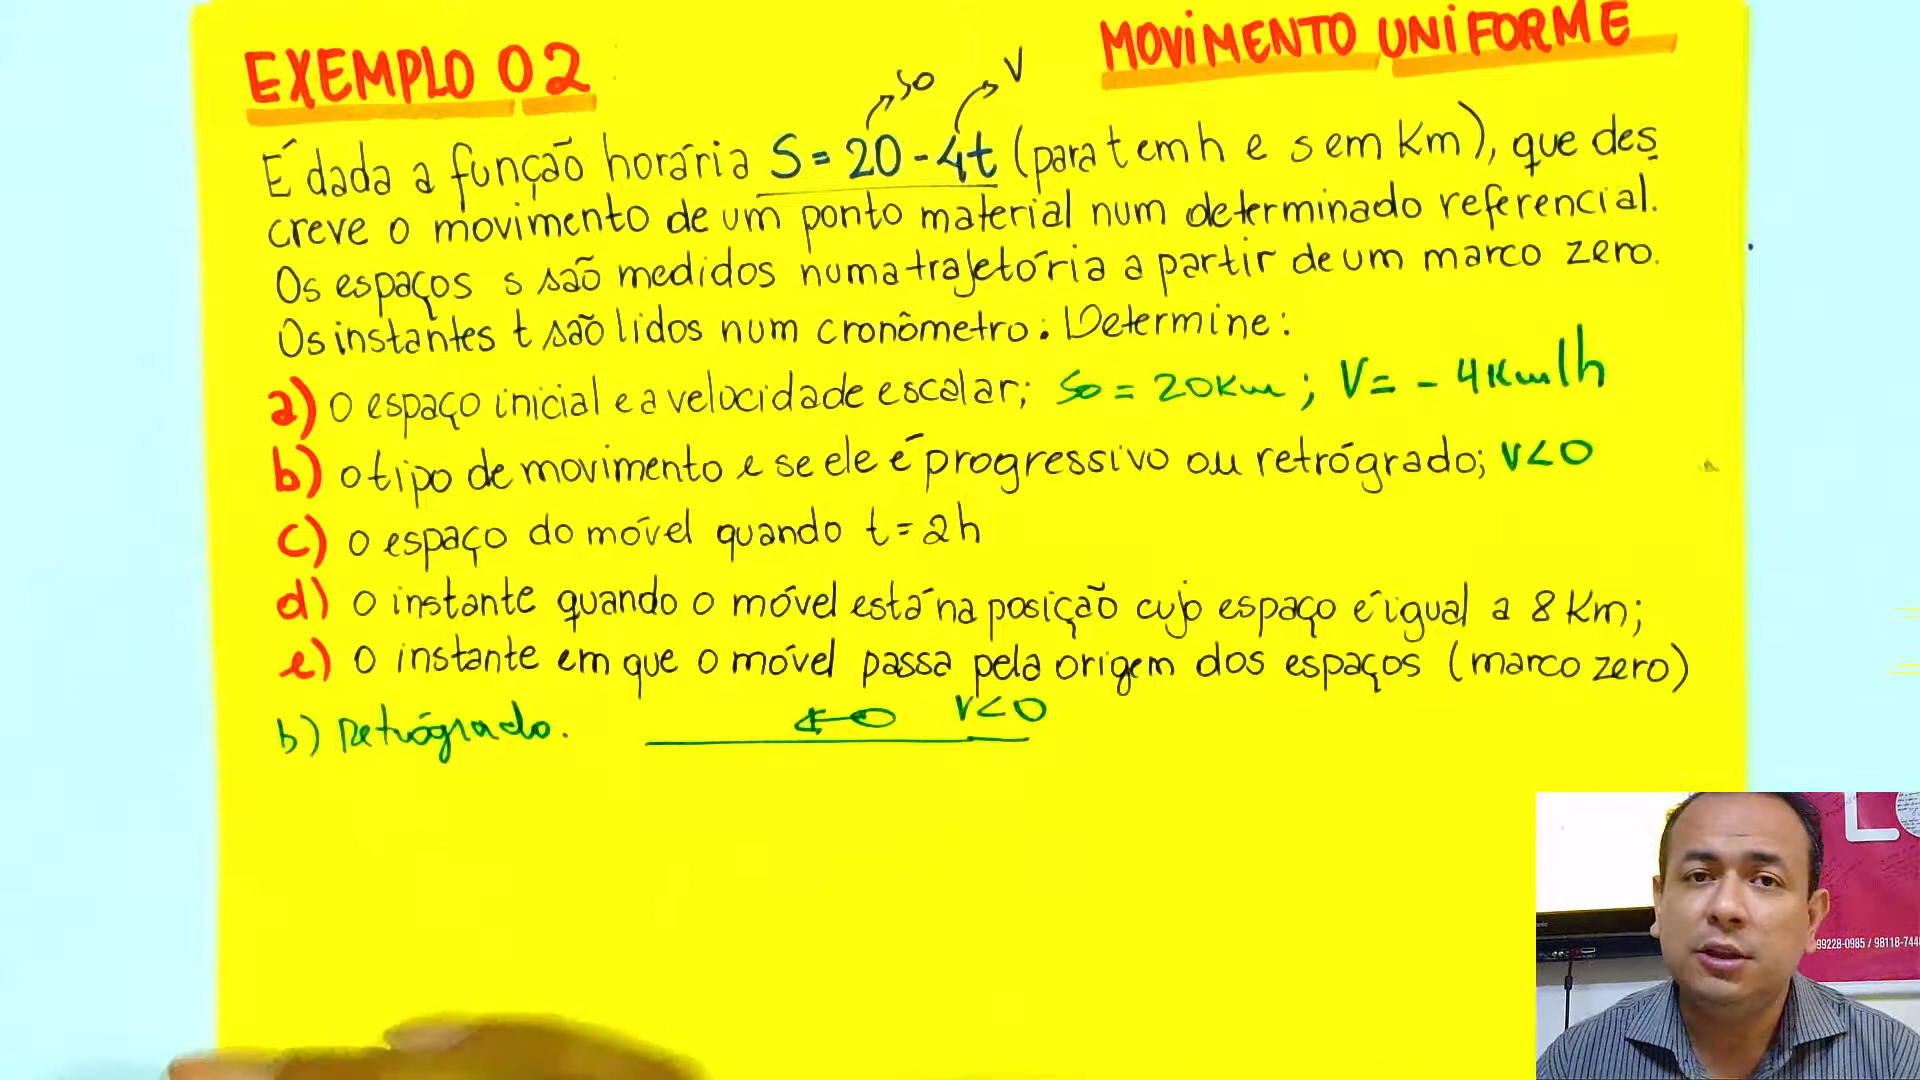 EXEMPLO 02
MOVIMENTO UNIFORME
So
V
É dada a função horária S = 20 - 4t (para t em h e s em Km), que des
creve o movimento de um ponto material num determinado referencial.
Os espaços s são medidos numa trajetória a partir de um marco zero.
Os instantes t são lidos num cronômetro. Determine:
a) o espaço inicial e a velocidade escalar; So = 20Km ; V = - 4Km/h
b) o tipo de movimento e se ele é progressivo ou retrógrado; V<0
c) o espaço do móvel quando t = 2h
d) o instante quando o móvel está na posição cujo espaço é igual a 8 Km;
e) o instante em que o móvel passa pela origem dos espaços (marco zero)
b) Retrógrado. V<0
99228-0985 / 98118-744